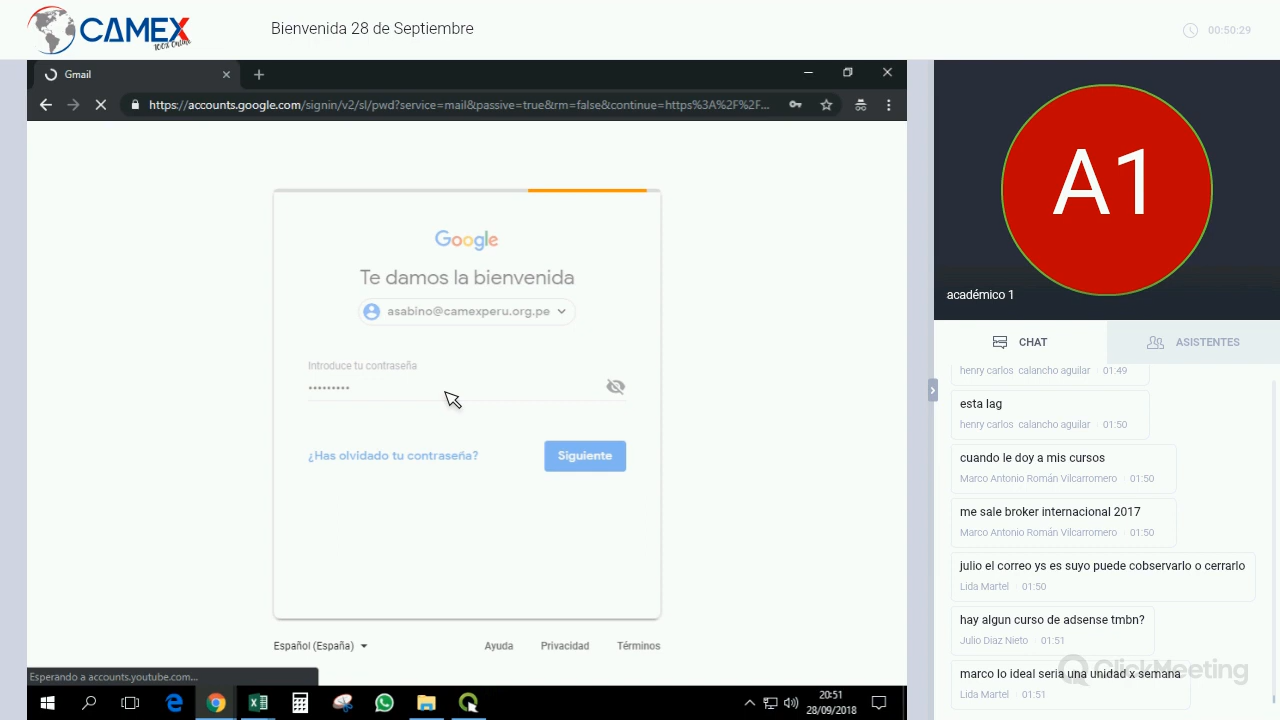 CAMEX
100% Online
Bienvenida 28 de Septiembre
00:50:29
Gmail
https://accounts.google.com/signin/v2/sl/pwd?service=mail&passive=true&rm=false&continue=https%3A%2F%2F...
Google
Te damos la bienvenida
asabino@camexperu.org.pe
Introduce tu contraseña
•••••••••
¿Has olvidado tu contraseña?
Siguiente
Español (España)
Ayuda
Privacidad
Términos
Esperando a accounts.youtube.com...
20:51
28/09/2018
A1
académico 1
CHAT
ASISTENTES
henry carlos calancho aguilar · 01:49
esta lag
henry carlos calancho aguilar · 01:50
cuando le doy a mis cursos
Marco Antonio Román Vilcarromero · 01:50
me sale broker internacional 2017
Marco Antonio Román Vilcarromero · 01:50
julio el correo ys es suyo puede cobservarlo o cerrarlo
Lida Martel · 01:50
hay algun curso de adsense tmbn?
Julio Diaz Nieto · 01:51
marco lo ideal seria una unidad x semana
Lida Martel · 01:51
ClickMeeting